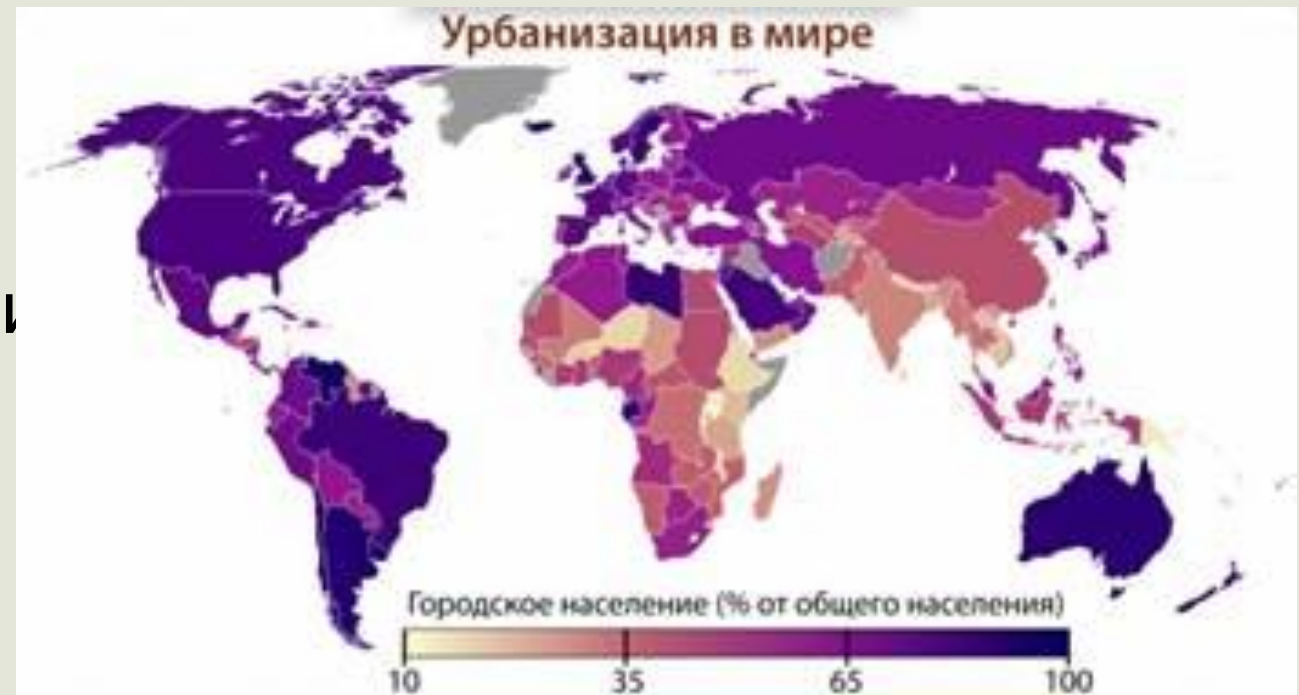 Урбанизация в мире
Городское население (% от общего населения)
10 35 65 100